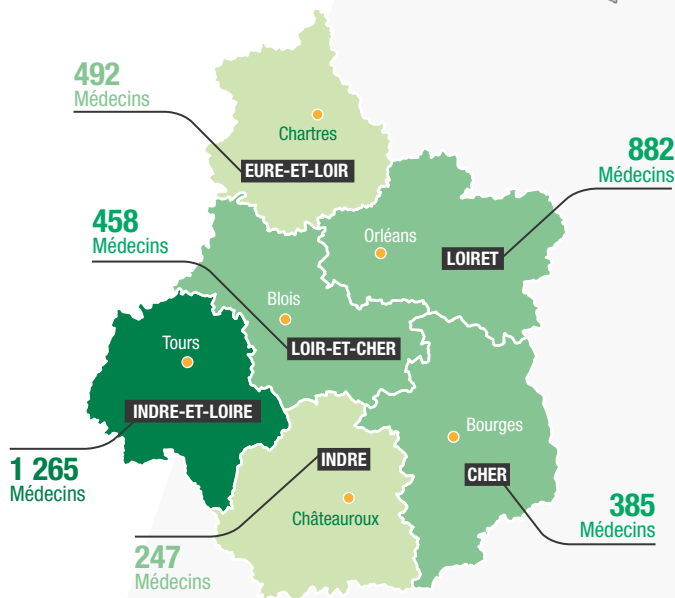 492
Médecins
Chartres
EURE-ET-LOIR
882
Médecins
458
Médecins
Orléans
LOIRET
Blois
LOIR-ET-CHER
Tours
INDRE-ET-LOIRE
1 265
Médecins
Bourges
CHER
INDRE
Châteauroux
385
Médecins
247
Médecins